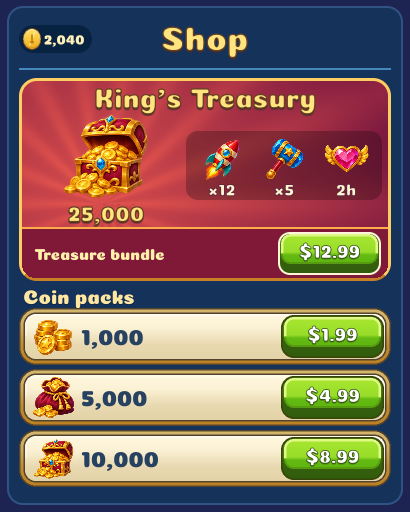 2,040
Shop
King's Treasury
×12
×5
2h
25,000
Treasure bundle
$12.99
Coin packs
1,000
$1.99
5,000
$4.99
10,000
$8.99